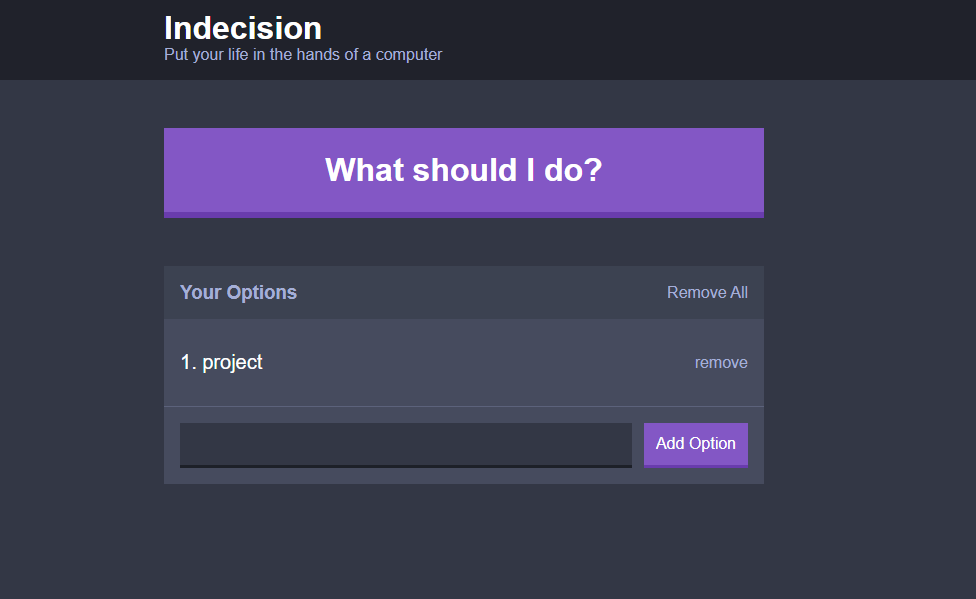 Indecision
Put your life in the hands of a computer
What should I do?
Your Options
Remove All
1. project
remove
Add Option